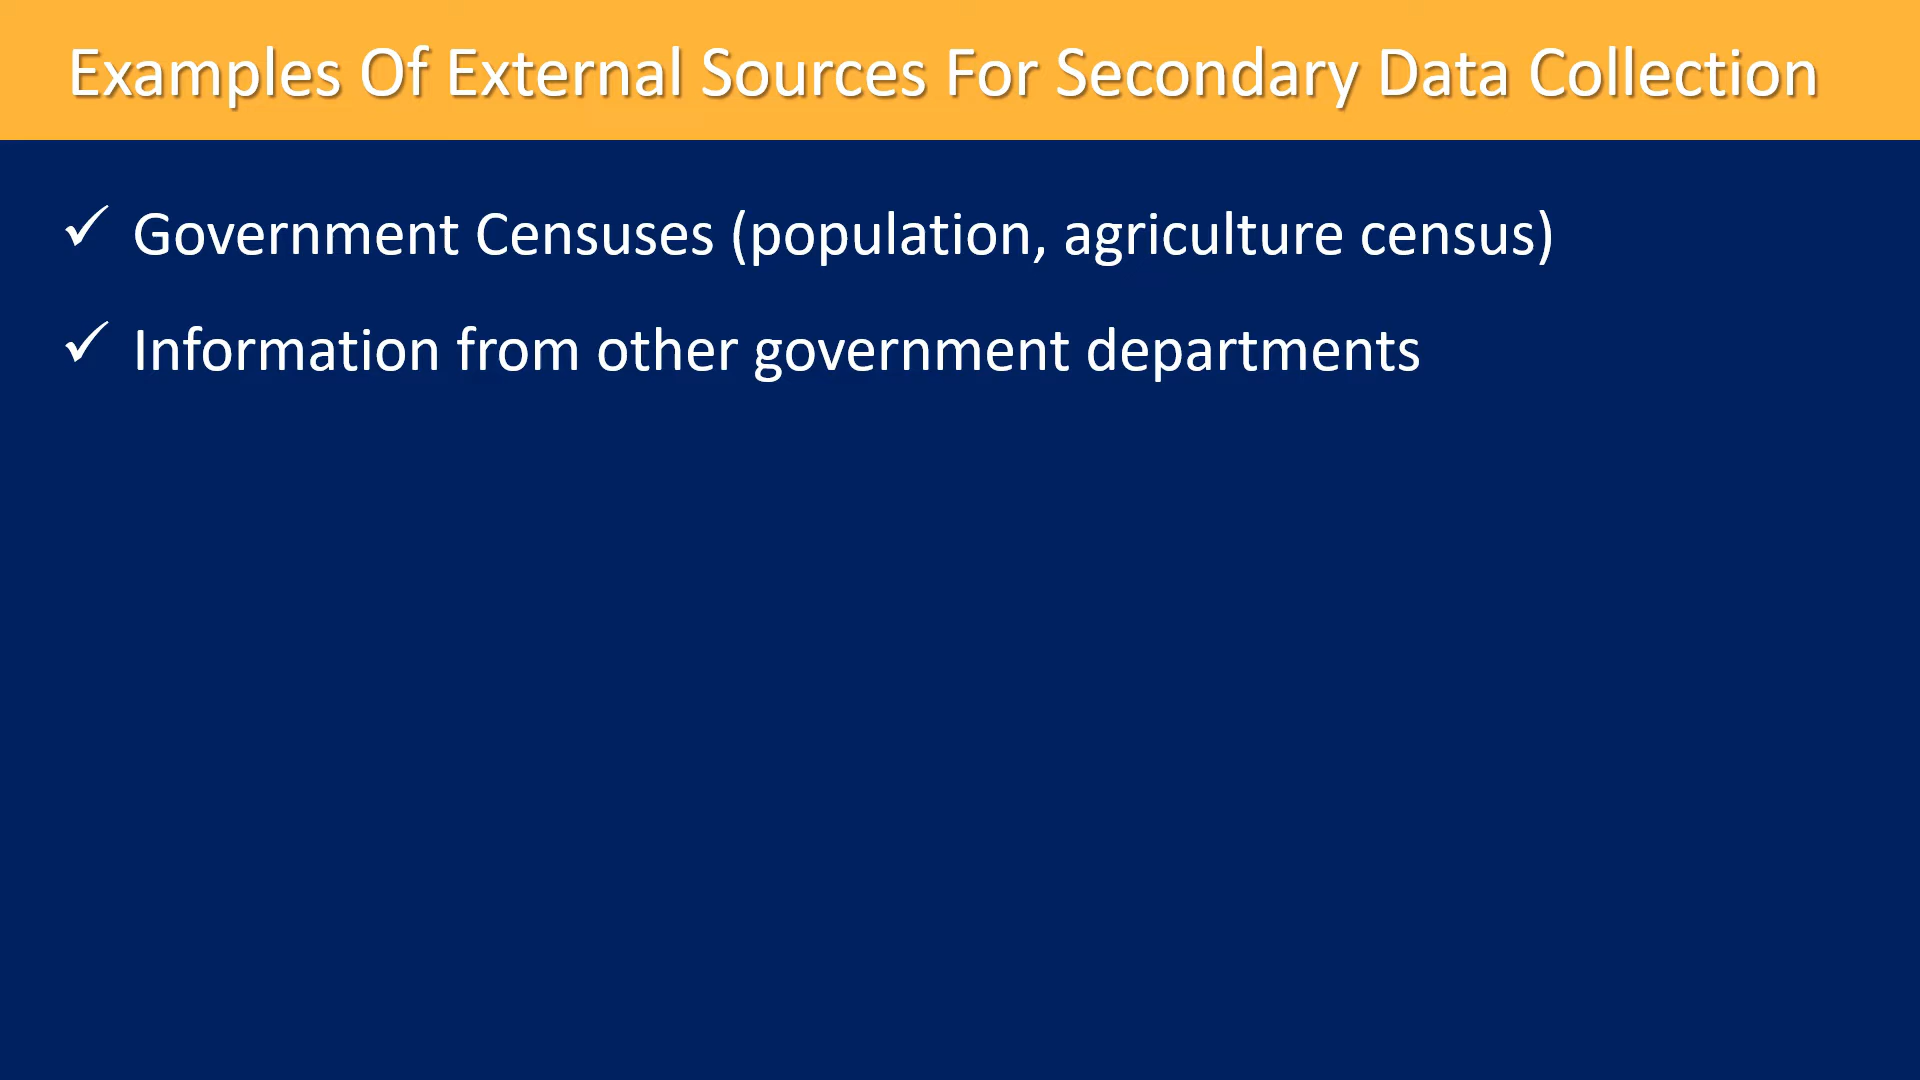 Examples Of External Sources For Secondary Data Collection
✓ Government Censuses (population, agriculture census)
✓ Information from other government departments